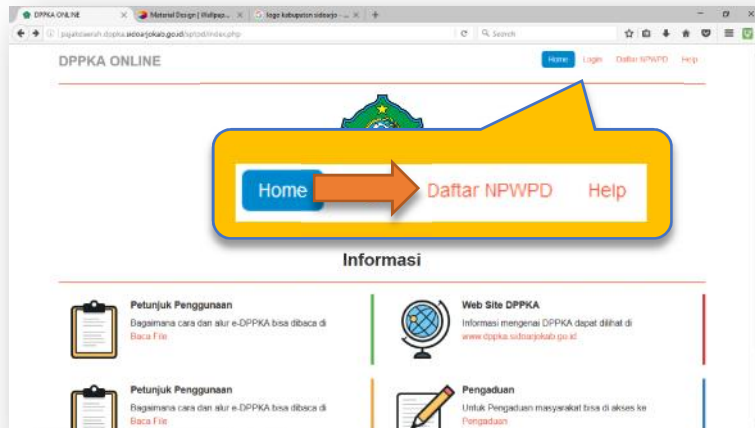 DPPKA ONLINE
Material Design | Wallpap...
logo kabupaten sidoarjo - ...
pajakdaerah.dppka.sidoarjokab.go.id/sptpd/index.php
Search
DPPKA ONLINE
Home Login Daftar NPWPD Help
Home Daftar NPWPD Help
Informasi
Petunjuk Penggunaan
Bagaimana cara dan alur e-DPPKA bisa dibaca di
Baca File
Web Site DPPKA
Informasi mengenai DPPKA dapat dilihat di
www.dppka.sidoarjokab.go.id
Petunjuk Penggunaan
Bagaimana cara dan alur e-DPPKA bisa dibaca di
Baca File
Pengaduan
Untuk Pengaduan masyarakat bisa di akses ke
Pengaduan